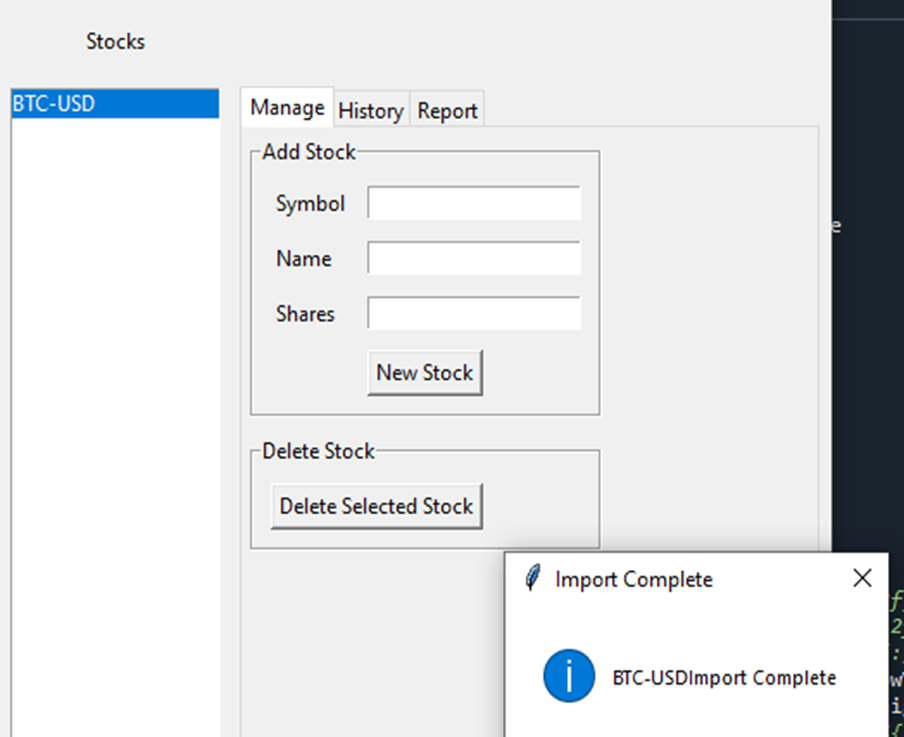 Stocks
BTC-USD
Manage History Report
Add Stock
Symbol
Name
Shares
New Stock
Delete Stock
Delete Selected Stock
Import Complete
BTC-USDImport Complete
e
f
2
:
w
i
{